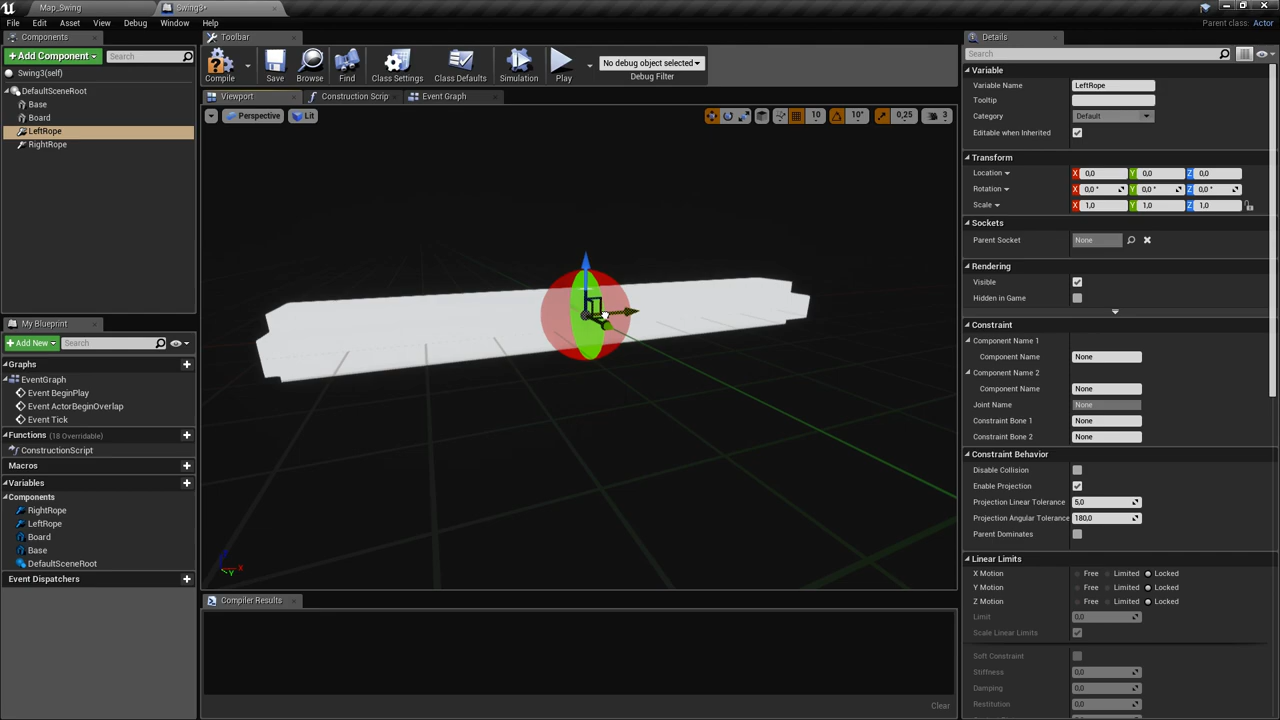 Map_Swing
Swing3*
File Edit Asset View Debug Window Help
Parent class: Actor
Components
+ Add Component
Search
Swing3(self)
DefaultSceneRoot
Base
Board
LeftRope
RightRope
My Blueprint
+ Add New
Search
Graphs
EventGraph
Event BeginPlay
Event ActorBeginOverlap
Event Tick
Functions (18 Overridable)
ConstructionScript
Macros
Variables
Components
RightRope
LeftRope
Board
Base
DefaultSceneRoot
Event Dispatchers
Toolbar
Compile Save Browse Find Class Settings Class Defaults Simulation Play
No debug object selected
Debug Filter
Viewport
Construction Scrip
Event Graph
Perspective Lit
10 10° 0,25 3
Z X Y
Compiler Results
Clear
Details
Search
Variable
Variable Name LeftRope
Tooltip
Category Default
Editable when Inherited
Transform
Location X 0,0 Y 0,0 Z 0,0
Rotation X 0,0 ° Y 0,0 ° Z 0,0 °
Scale X 1,0 Y 1,0 Z 1,0
Sockets
Parent Socket None
Rendering
Visible
Hidden in Game
Constraint
Component Name 1
Component Name None
Component Name 2
Component Name None
Joint Name None
Constraint Bone 1 None
Constraint Bone 2 None
Constraint Behavior
Disable Collision
Enable Projection
Projection Linear Tolerance 5,0
Projection Angular Tolerance 180,0
Parent Dominates
Linear Limits
X Motion Free Limited Locked
Y Motion Free Limited Locked
Z Motion Free Limited Locked
Limit 0,0
Scale Linear Limits
Soft Constraint
Stiffness 0,0
Damping 0,0
Restitution 0,0